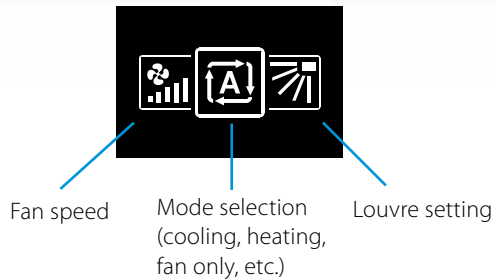 A
Fan speed
Mode selection
(cooling, heating,
fan only, etc.)
Louvre setting